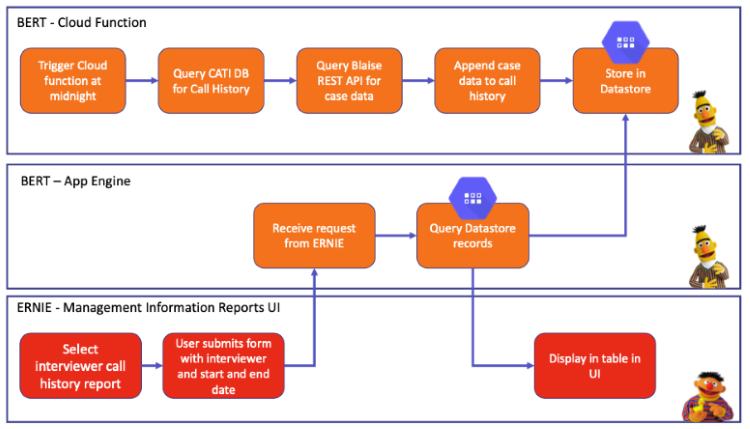 BERT - Cloud Function
Trigger Cloud
function at
midnight
Query CATI DB
for Call History
Query Blaise
REST API for
case data
Append case
data to call
history
Store in
Datastore
BERT – App Engine
Receive request
from ERNIE
Query Datastore
records
ERNIE - Management Information Reports UI
Select
interviewer call
history report
User submits form
with interviewer
and start and end
date
Display in table in
UI